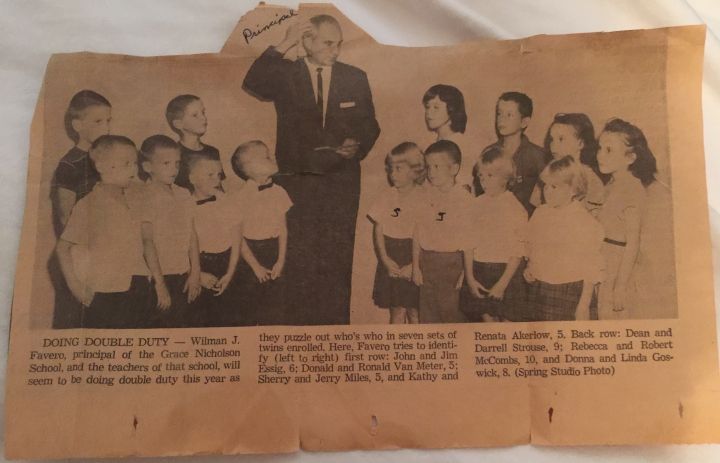 Principal
DOING DOUBLE DUTY — Wilman J.
Favero, principal of the Grace Nicholson
School, and the teachers of that school, will
seem to be doing double duty this year as
they puzzle out who's who in seven sets of
twins enrolled. Here, Favero tries to identi-
fy (left to right) first row: John and Jim
Essig, 6; Donald and Ronald Van Meter, 5;
Sherry and Jerry Miles, 5, and Kathy and
Renata Akerlow, 5. Back row: Dean and
Darrell Strouse, 9; Rebecca and Robert
McCombs, 10, and Donna and Linda Gos-
wick, 8. (Spring Studio Photo)